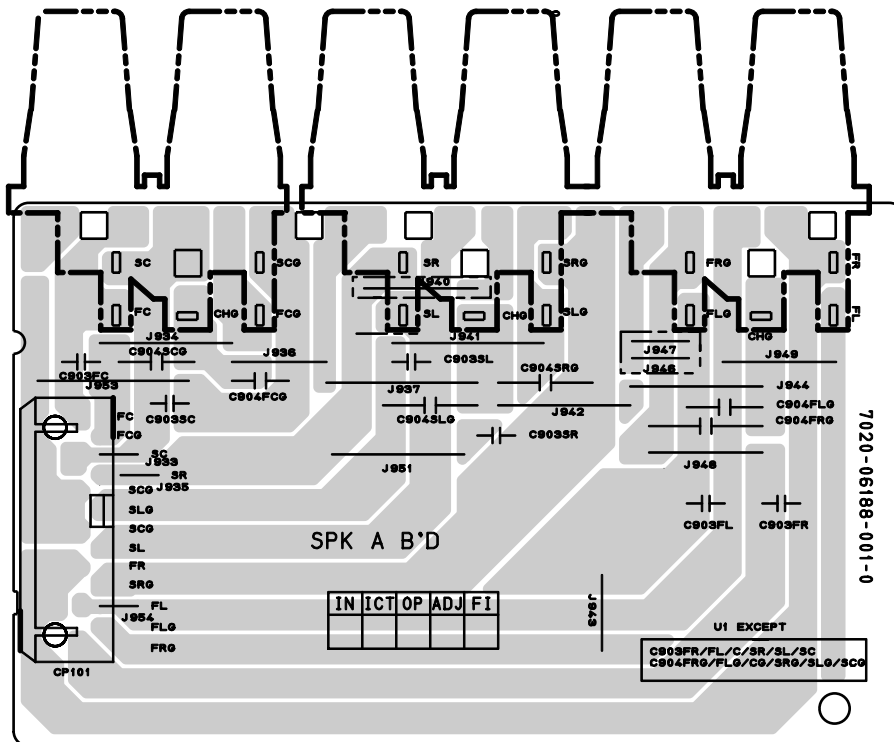 SC
SCG
SR
SRG
FRG
FR
J940
FC
CHG
FCG
SL
CHG
SLG
FLG
CHG
FL
J934
C904SCG
J936
J941
C903SL
C904SRG
J947
J946
J949
C903FC
J953
C904FCG
J937
J944
C903SC
C904SLG
J942
C904FLG
C904FRG
C903SR
J951
J948
FC
FCG
SC
J933
SR
J935
SCG
SLG
SCG
SL
FR
SRG
FL
J954
FLG
FRG
CP101
C903FL
C903FR
7020-06188-001-0
SPK A B'D
IN ICT OP ADJ FI
J943
U1 EXCEPT
C903FR/FL/C/SR/SL/SC
C904FRG/FLG/CG/SRG/SLG/SCG